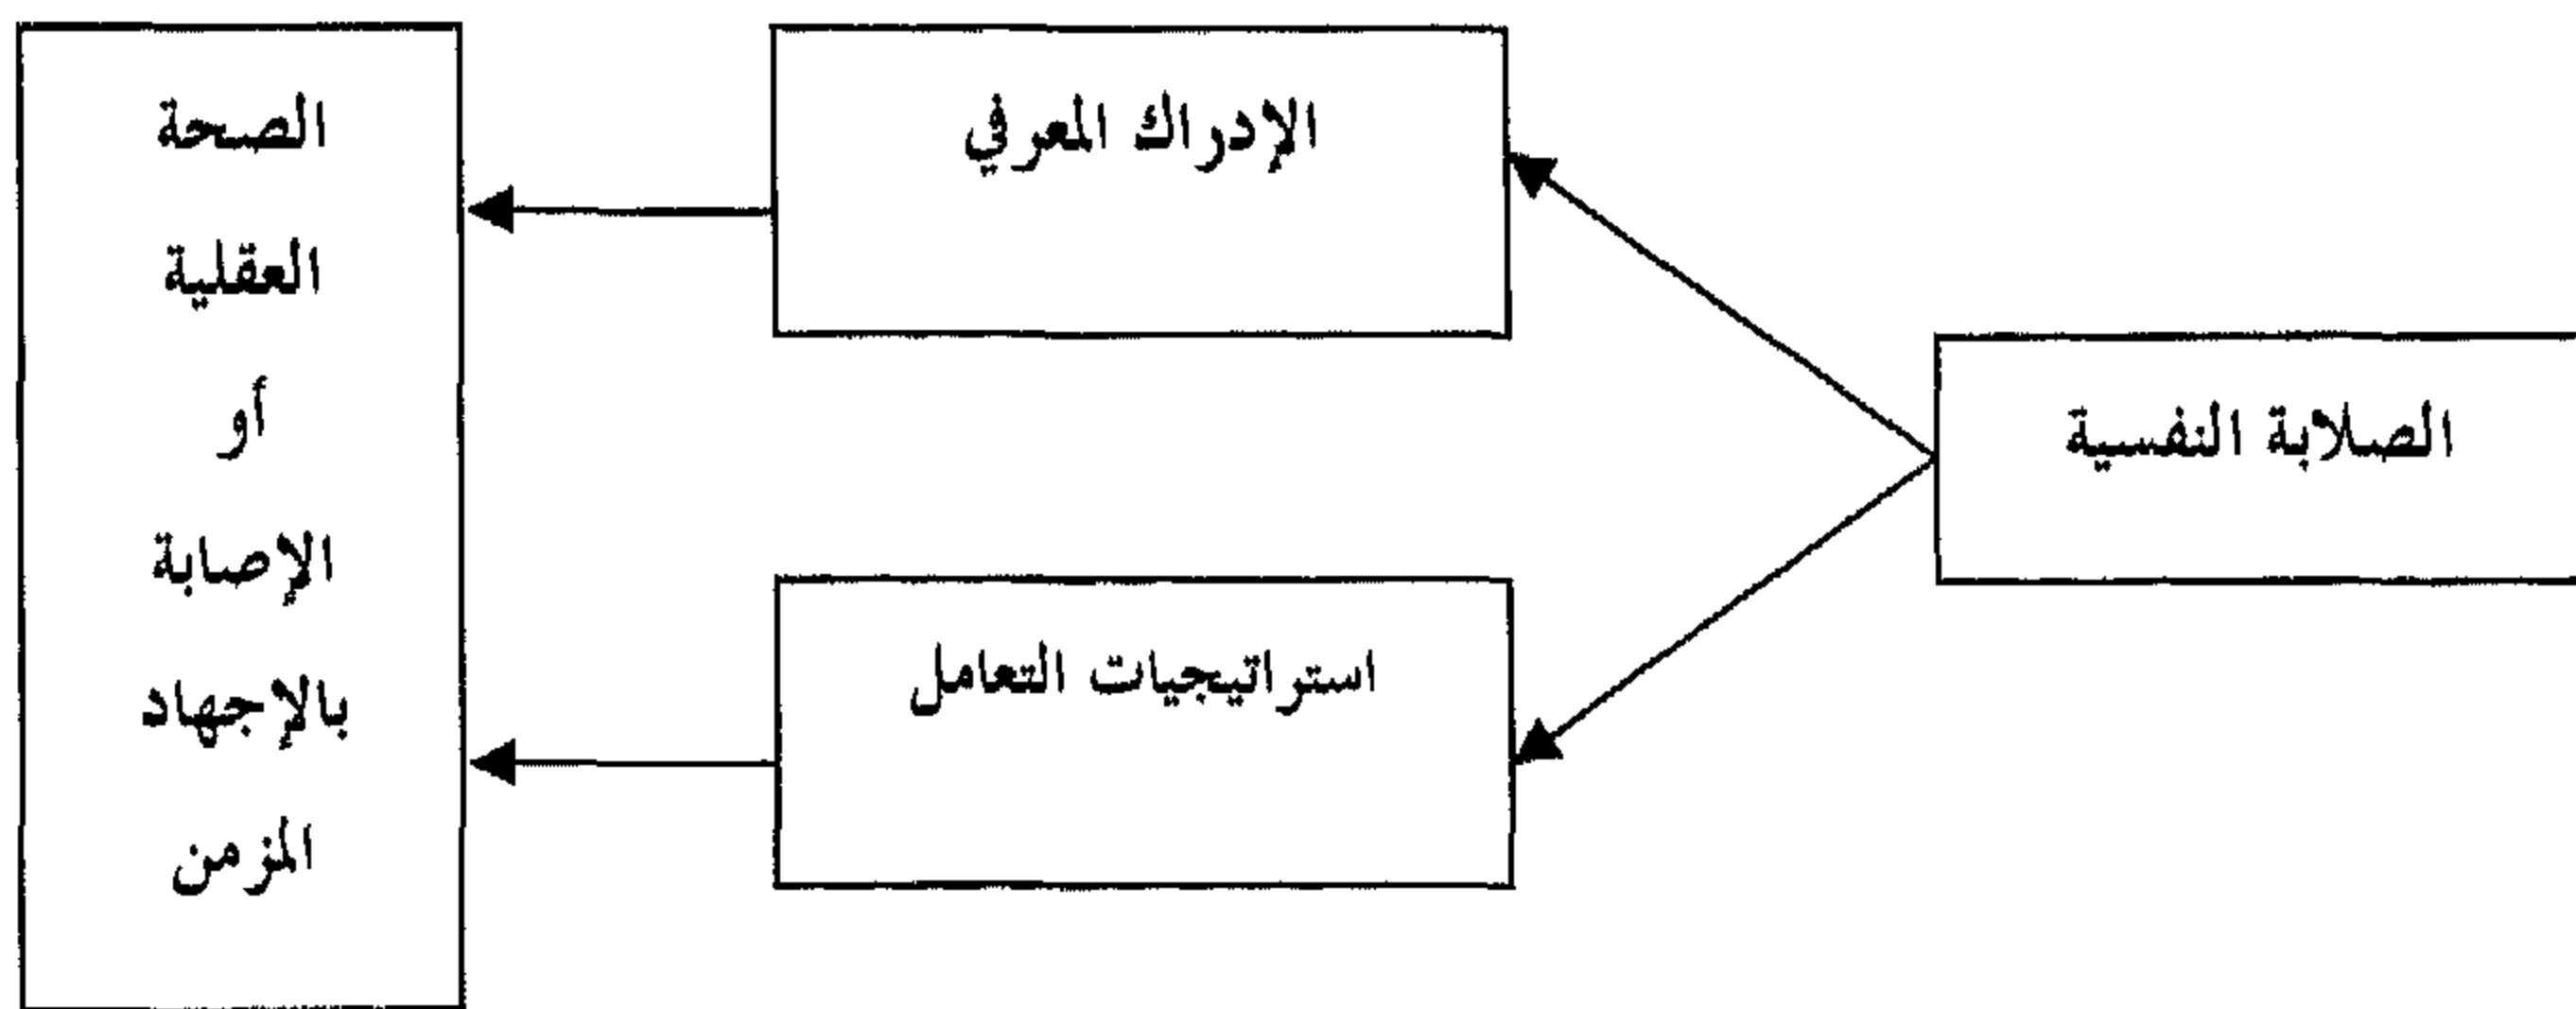 الصلابة النفسية
الإدراك المعرفي
استراتيجيات التعامل
الصحة
العقلية
أو
الإصابة
بالإجهاد
المزمن